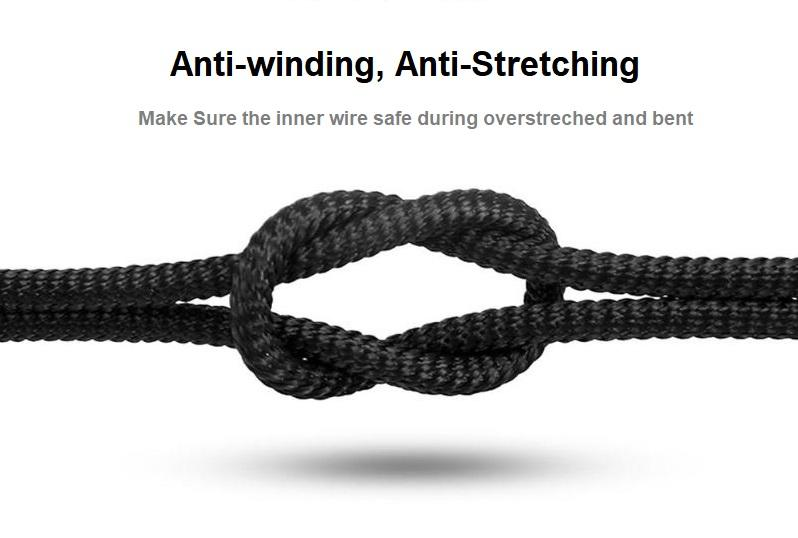 Anti-winding, Anti-Stretching
Make Sure the inner wire safe during overstreched and bent